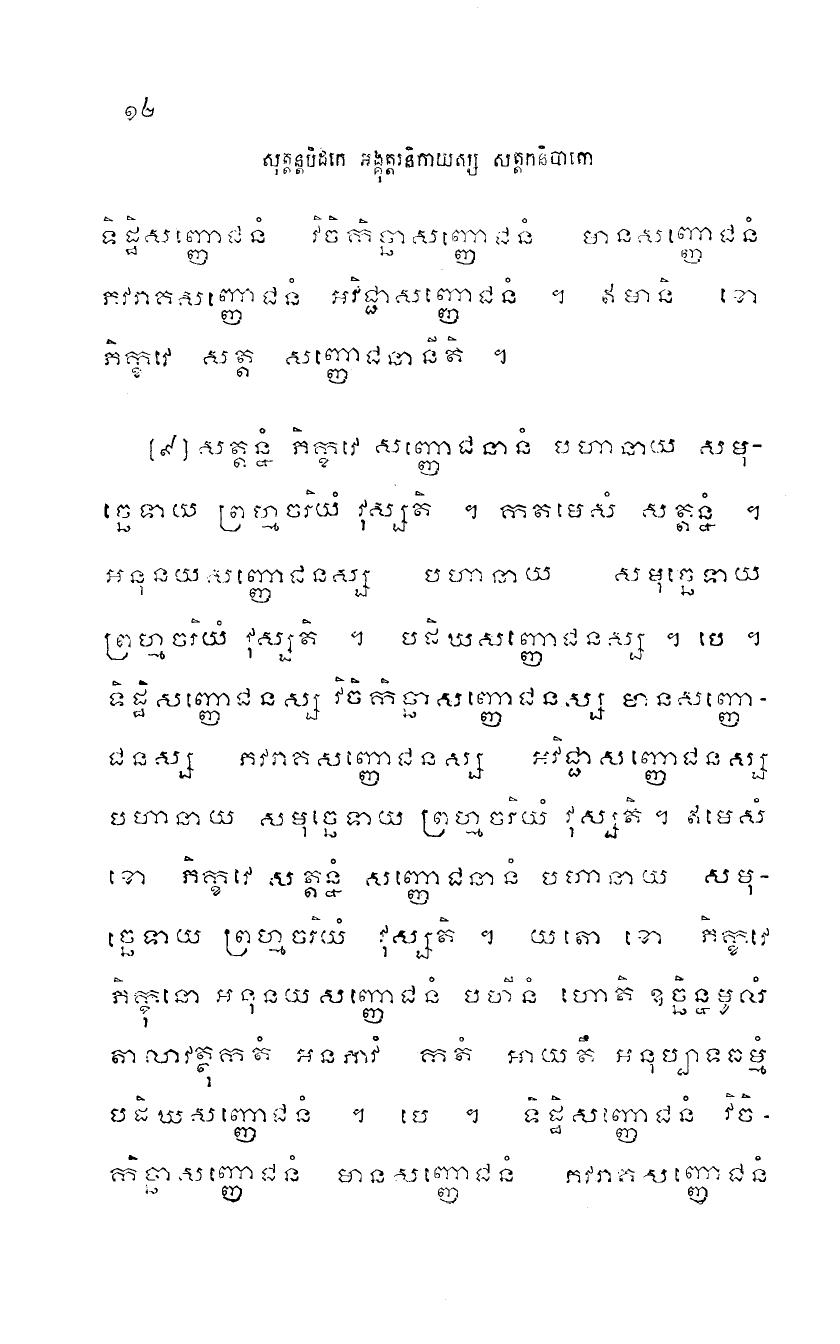 ១២
សុត្តន្តបិដកេ អង្គុត្តរនិកាយស្ស សត្តកនិបាតោ
ទិដ្ឋិសញ្ញោជនំ វិចិកិច្ឆាសញ្ញោជនំ មានសញ្ញោជនំ
ភវរាគសញ្ញោជនំ អវិជ្ជាសញ្ញោជនំ ។ ឥមានិ ខោ
ភិក្ខវេ សត្ត សញ្ញោជនានីតិ ។
[៩] សត្តន្នំ ភិក្ខវេ សញ្ញោជនានំ បហានាយ សមុ-
ច្ឆេទាយ ព្រហ្មចរិយំ វុស្សតិ ។ កតមេសំ សត្តន្នំ ។
អនុនយសញ្ញោជនស្ស បហានាយ សមុច្ឆេទាយ
ព្រហ្មចរិយំ វុស្សតិ ។ បដិឃសញ្ញោជនស្ស ។ បេ ។
ទិដ្ឋិសញ្ញោជនស្ស វិចិកិច្ឆាសញ្ញោជនស្ស មានសញ្ញោ-
ជនស្ស ភវរាគសញ្ញោជនស្ស អវិជ្ជាសញ្ញោជនស្ស
បហានាយ សមុច្ឆេទាយ ព្រហ្មចរិយំ វុស្សតិ ។ ឥមេសំ
ខោ ភិក្ខវេ សត្តន្នំ សញ្ញោជនានំ បហានាយ សមុ-
ច្ឆេទាយ ព្រហ្មចរិយំ វុស្សតិ ។ យតោ ខោ ភិក្ខវេ
ភិក្ខុនោ អនុនយសញ្ញោជនំ បហីនំ ហោតិ ឧច្ឆិន្នមូលំ
តាលាវត្ថុកតំ អនភាវំ កតំ អាយតឹ អនុប្បាទធម្មំ
បដិឃសញ្ញោជនំ ។ បេ ។ ទិដ្ឋិសញ្ញោជនំ វិចិ-
កិច្ឆាសញ្ញោជនំ មានសញ្ញោជនំ ភវរាគសញ្ញោជនំ